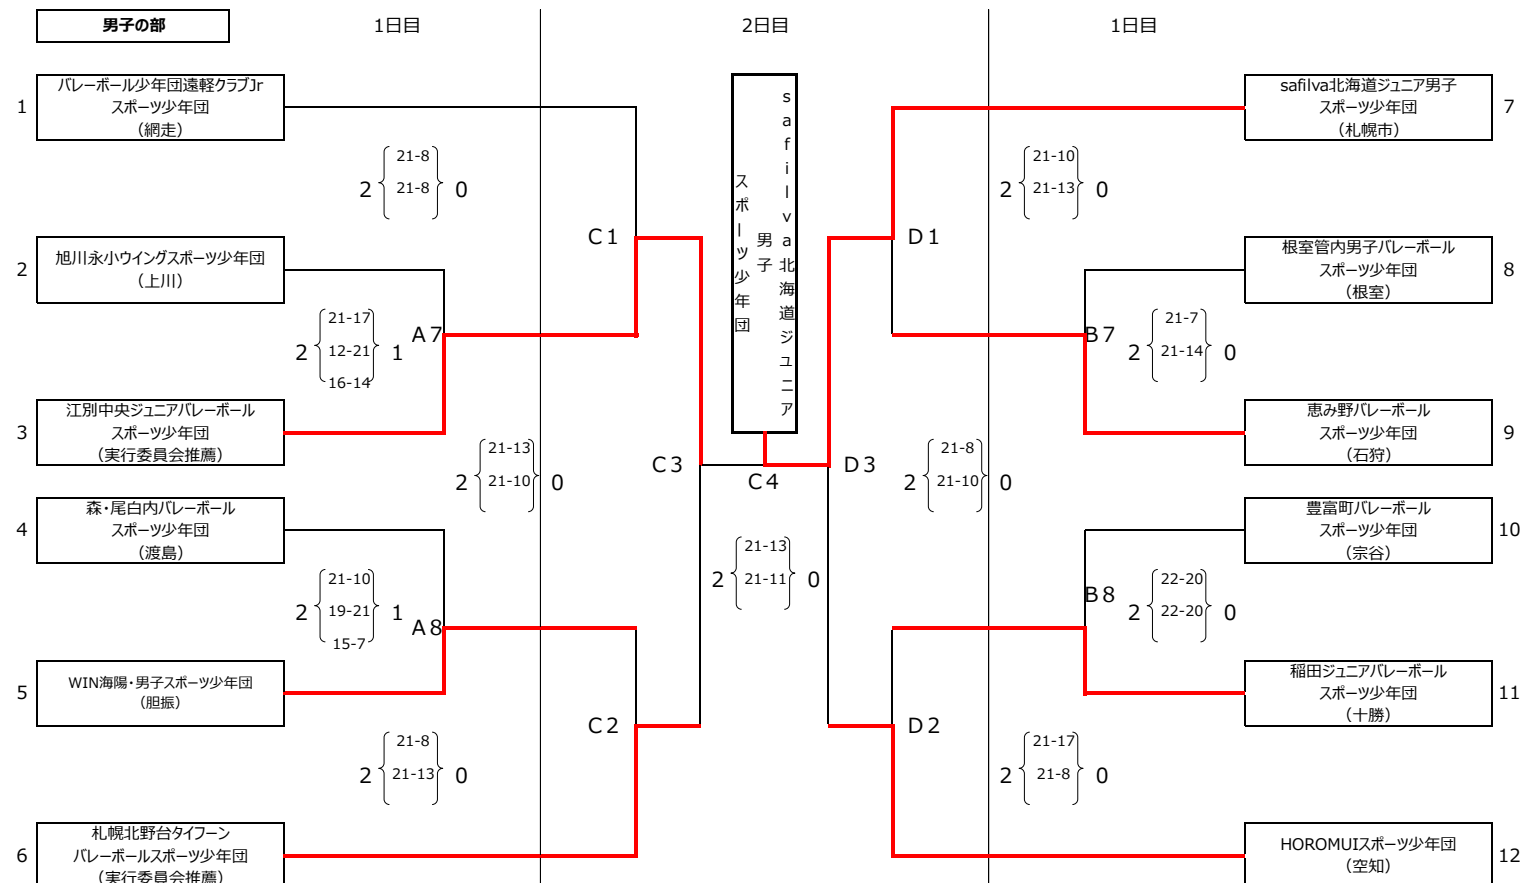 男子の部
1日目
2日目
1日目
1
バレーボール少年団遠軽クラブJr
スポーツ少年団
（網走）
2
21-8
21-8
0
2
旭川永小ウイングスポーツ少年団
（上川）
2
21-17
12-21
16-14
1
A7
3
江別中央ジュニアバレーボール
スポーツ少年団
（実行委員会推薦）
C1
2
21-13
21-10
0
4
森・尾白内バレーボール
スポーツ少年団
（渡島）
2
21-10
19-21
15-7
1
A8
5
WIN海陽・男子スポーツ少年団
（胆振）
C2
2
21-8
21-13
0
6
札幌北野台タイフーン
バレーボールスポーツ少年団
（実行委員会推薦）
safilva北海道ジュニア
男子
スポーツ少年団
C3
C4
D3
2
21-13
21-11
0
safilva北海道ジュニア男子
スポーツ少年団
（札幌市）
7
2
21-10
21-13
0
D1
根室管内男子バレーボール
スポーツ少年団
（根室）
8
B7
2
21-7
21-14
0
恵み野バレーボール
スポーツ少年団
（石狩）
9
2
21-8
21-10
0
豊富町バレーボール
スポーツ少年団
（宗谷）
10
B8
2
22-20
22-20
0
稲田ジュニアバレーボール
スポーツ少年団
（十勝）
11
D2
2
21-17
21-8
0
HOROMUIスポーツ少年団
（空知）
12